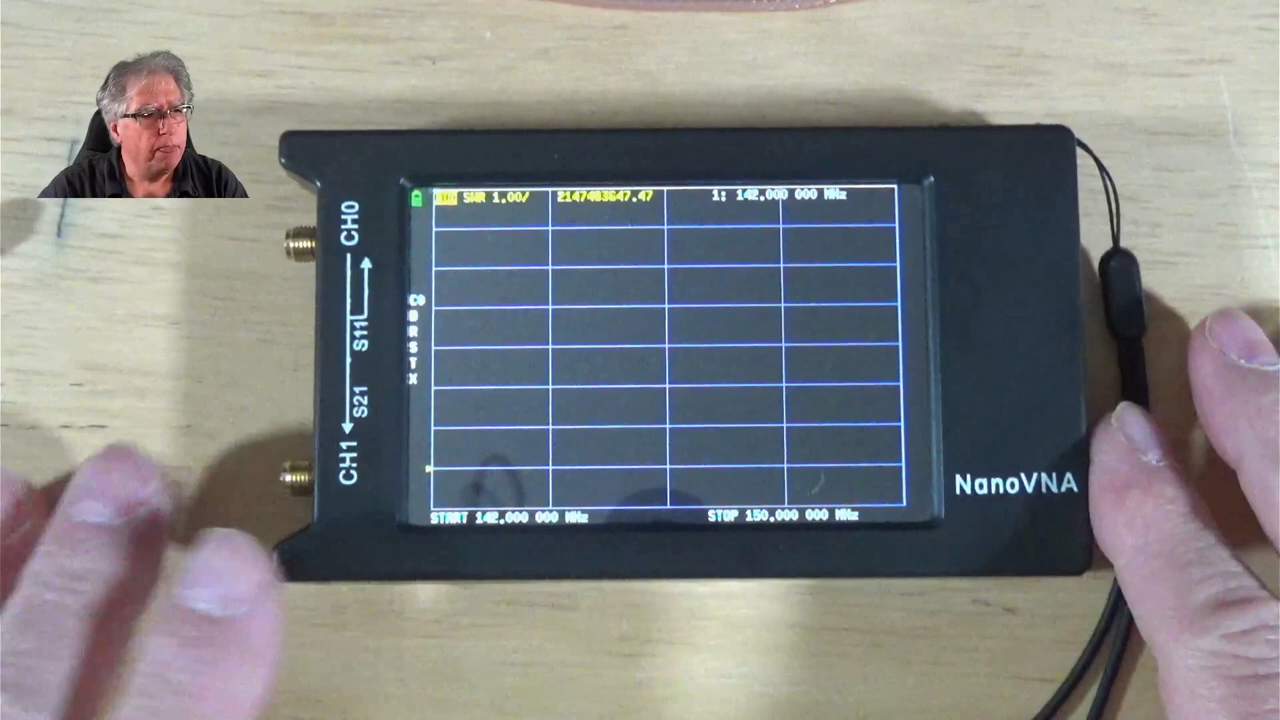 SWR 1.00/ 2147483647.47 1: 142.000 000 MHz
C0
D
R
S
T
X
START 142.000 000 MHz STOP 150.000 000 MHz
CH0
S11
S21
CH1
NanoVNA